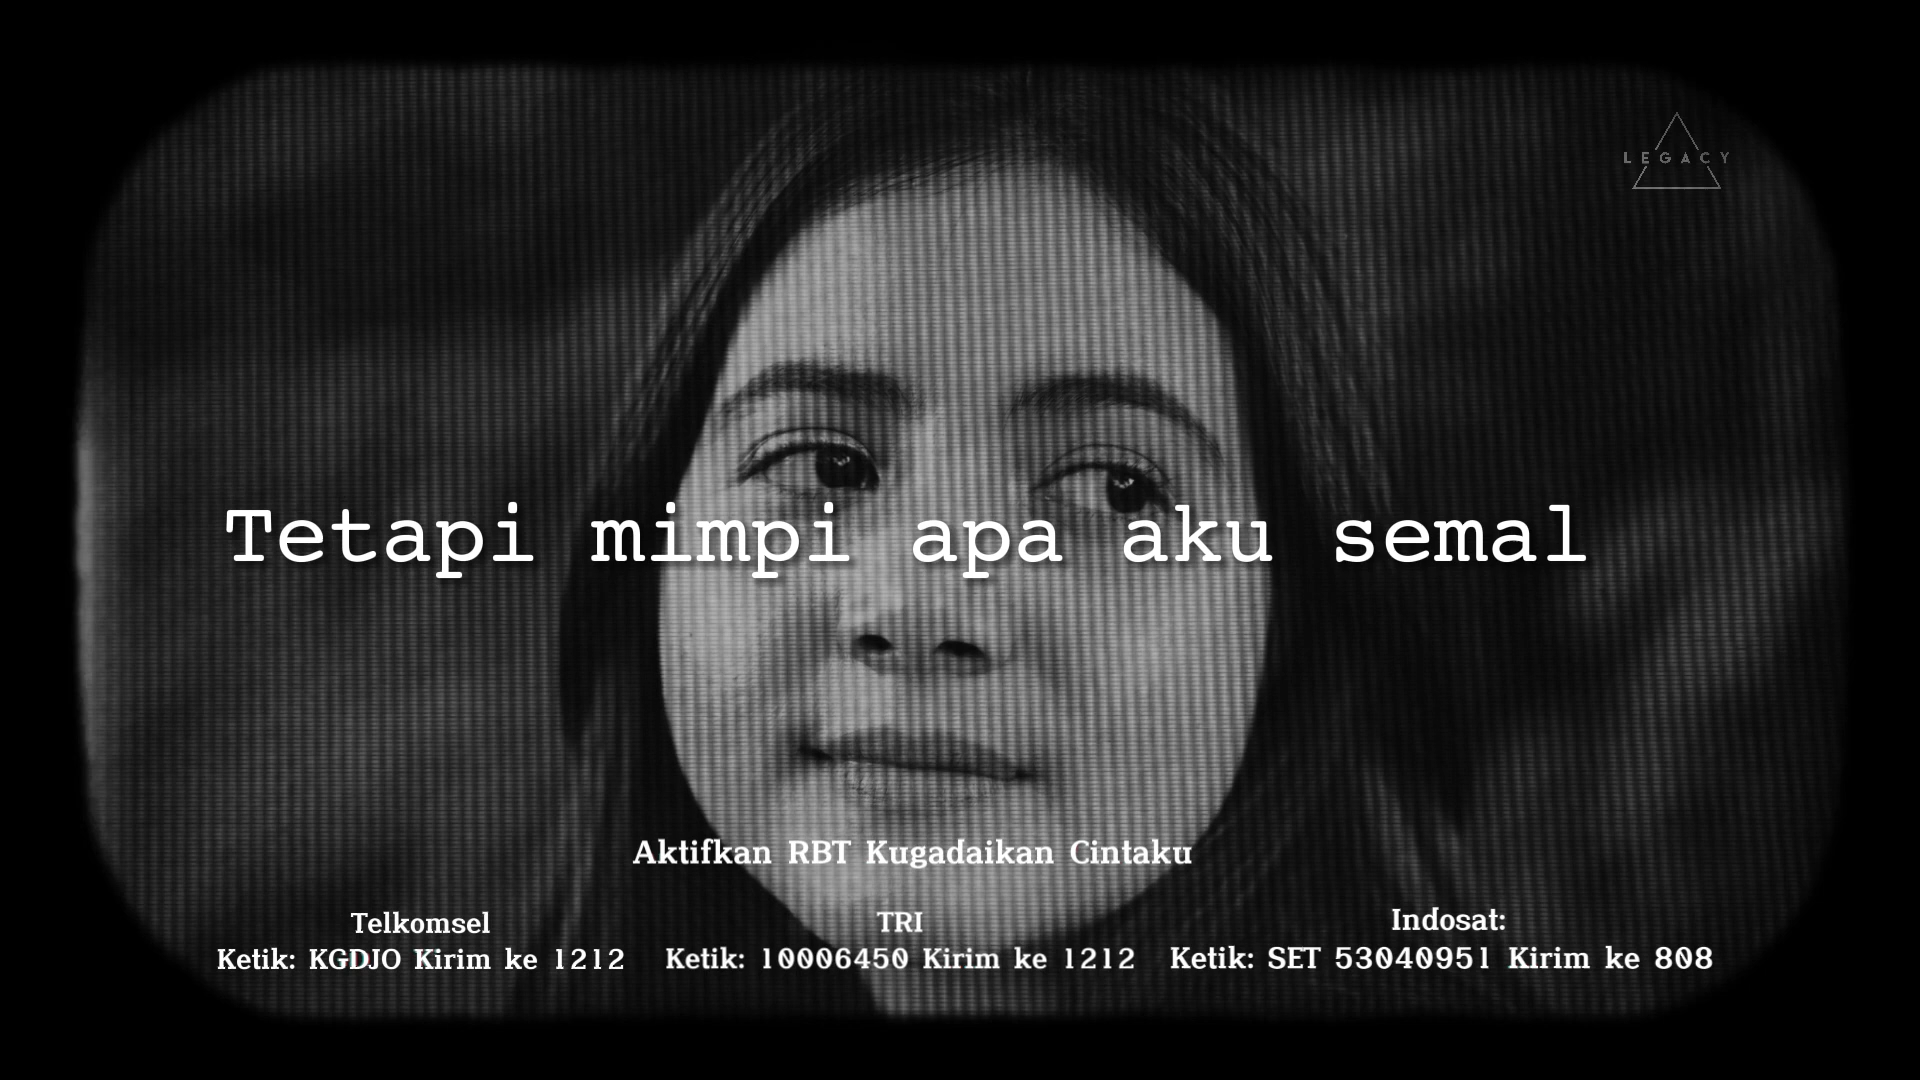 LEGACY
Tetapi mimpi apa aku semal
Aktifkan RBT Kugadaikan Cintaku
Telkomsel
Ketik: KGDJO Kirim ke 1212
TRI
Ketik: 10006450 Kirim ke 1212
Indosat:
Ketik: SET 53040951 Kirim ke 808